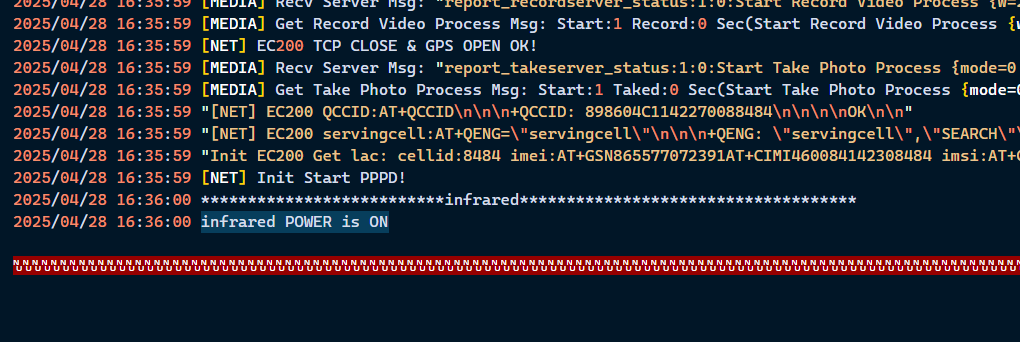 2025/04/28 16:35:59 [MEDIA] Recv Server Msg: "report_recordserver_status:1:0:Start Record Video Process {W=
2025/04/28 16:35:59 [MEDIA] Get Record Video Process Msg: Start:1 Record:0 Sec(Start Record Video Process {
2025/04/28 16:35:59 [NET] EC200 TCP CLOSE & GPS OPEN OK!
2025/04/28 16:35:59 [MEDIA] Recv Server Msg: "report_takeserver_status:1:0:Start Take Photo Process {mode=0
2025/04/28 16:35:59 [MEDIA] Get Take Photo Process Msg: Start:1 Taked:0 Sec(Start Take Photo Process {mode=
2025/04/28 16:35:59 "[NET] EC200 QCCID:AT+QCCID\n\n\n+QCCID: 898604C1142270088484\n\n\n\nOK\n\n"
2025/04/28 16:35:59 "[NET] EC200 servingcell:AT+QENG=\"servingcell\"\n\n\n+QENG: \"servingcell\",\"SEARCH\"
2025/04/28 16:35:59 "Init EC200 Get lac: cellid:8484 imei:AT+GSN865577072391AT+CIMI460084142308484 imsi:AT+
2025/04/28 16:35:59 [NET] Init Start PPPD!
2025/04/28 16:36:00 **************************infrared************************************
2025/04/28 16:36:00 infrared POWER is ON